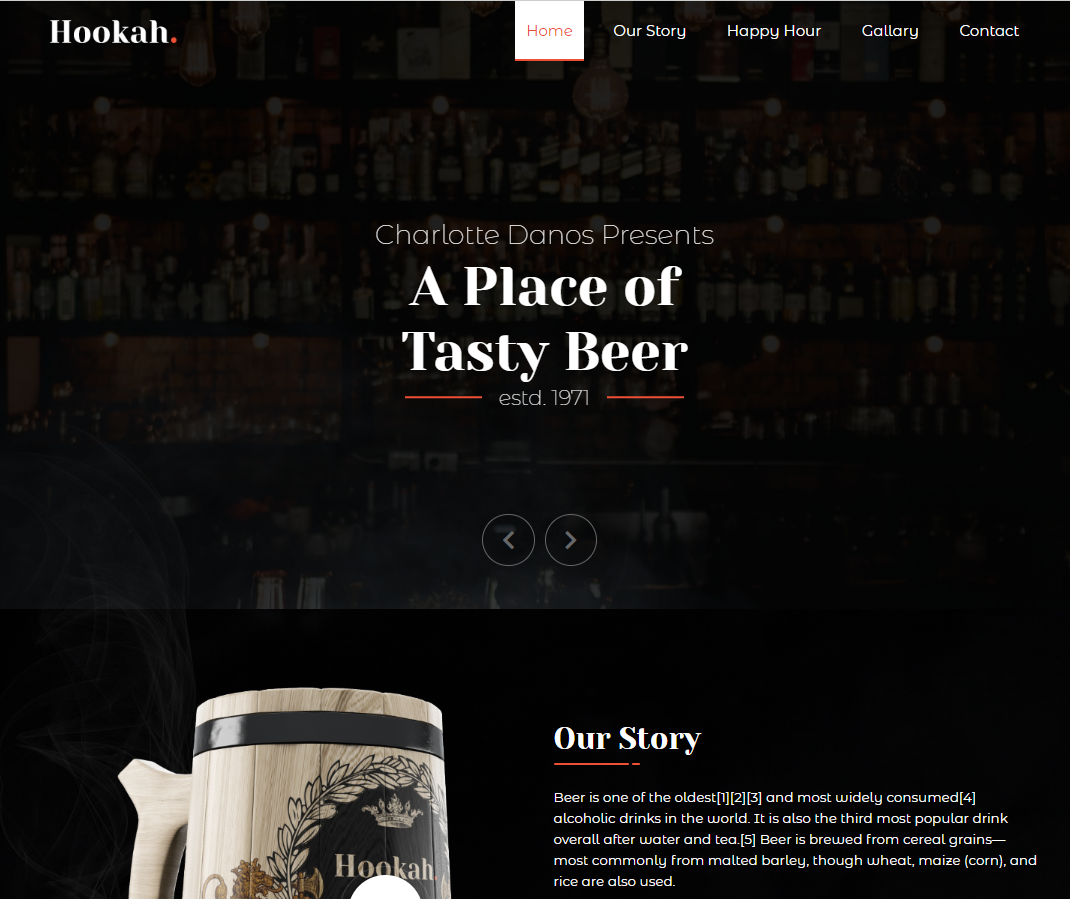 Hookah.
Home Our Story Happy Hour Gallary Contact
Charlotte Danos Presents
A Place of
Tasty Beer
estd. 1971
Our Story
Beer is one of the oldest[1][2][3] and most widely consumed[4]
alcoholic drinks in the world. It is also the third most popular drink
overall after water and tea.[5] Beer is brewed from cereal grains—
most commonly from malted barley, though wheat, maize (corn), and
rice are also used.
Hookah.